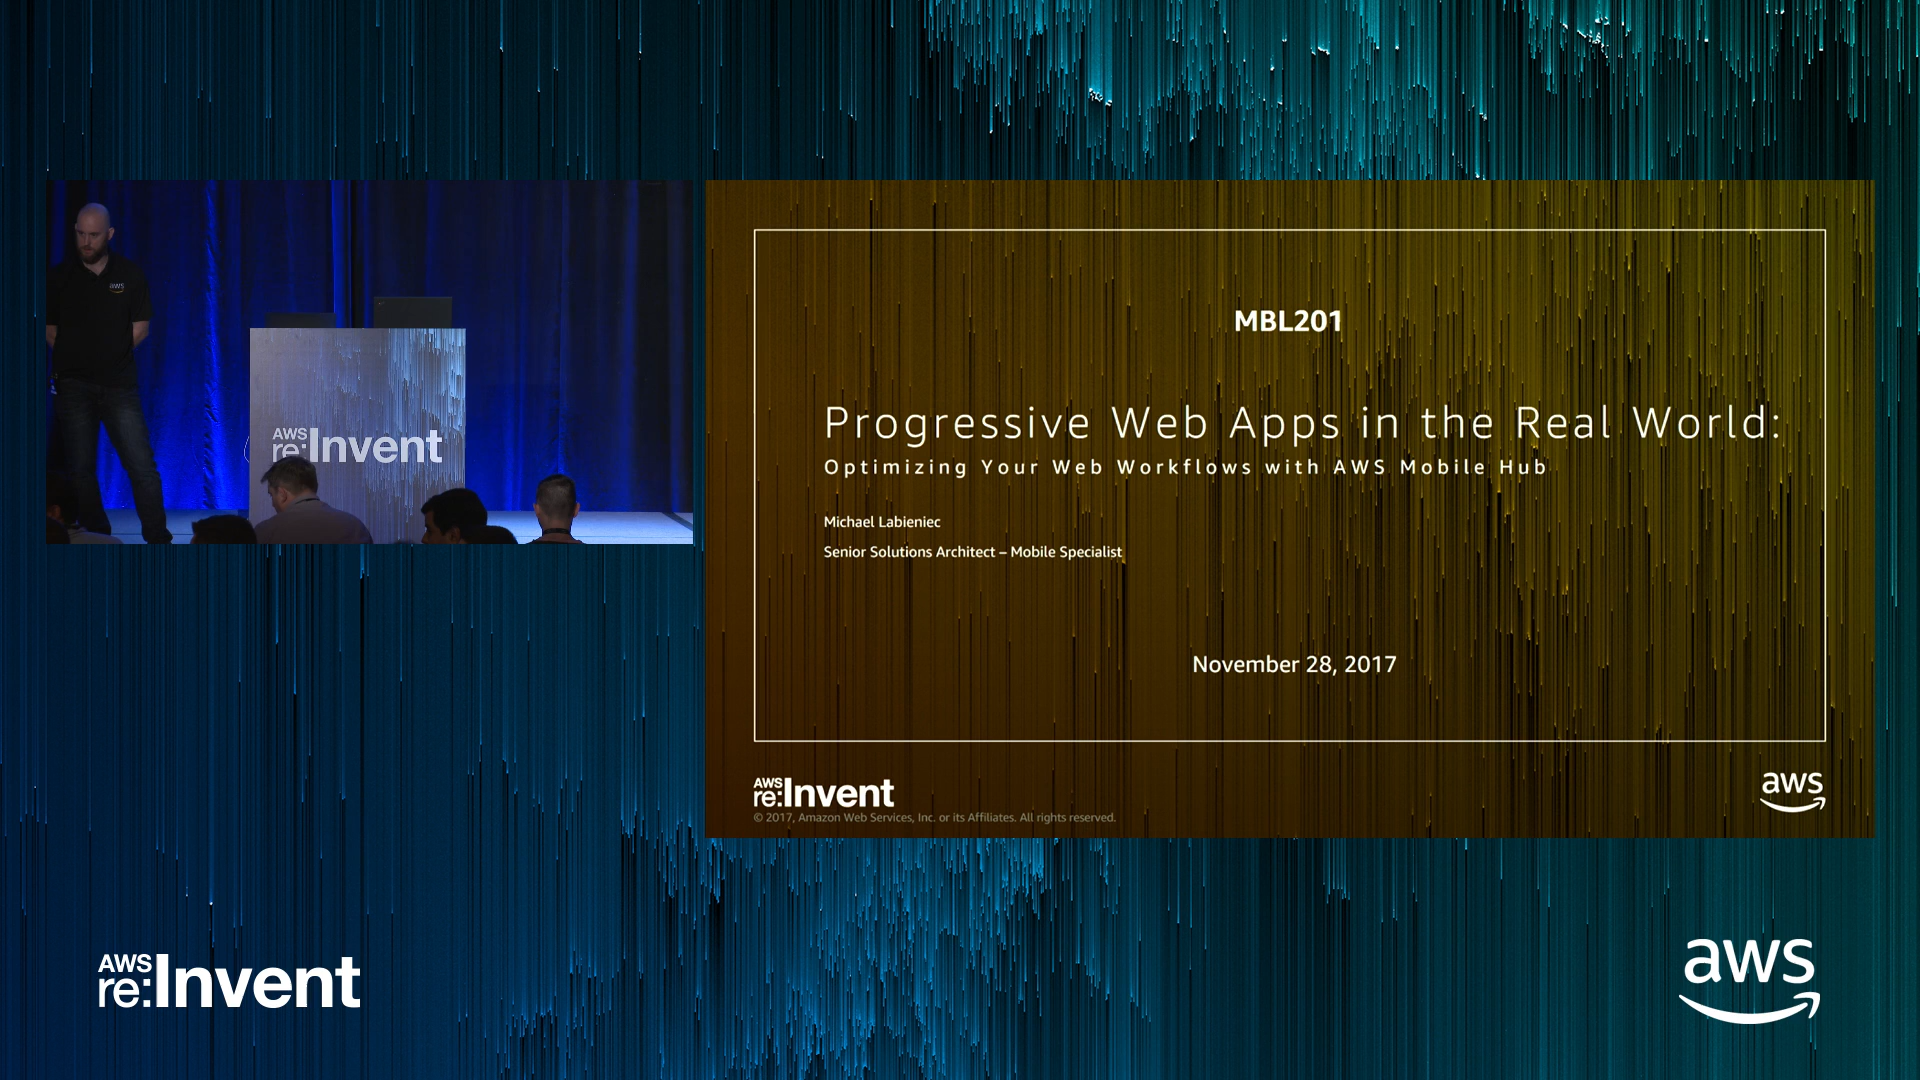 aws
AWS
re:Invent
MBL201
Progressive Web Apps in the Real World:
Optimizing Your Web Workflows with AWS Mobile Hub
Michael Labieniec
Senior Solutions Architect – Mobile Specialist
November 28, 2017
AWS
re:Invent
© 2017, Amazon Web Services, Inc. or its Affiliates. All rights reserved.
aws
AWS
re:Invent
aws